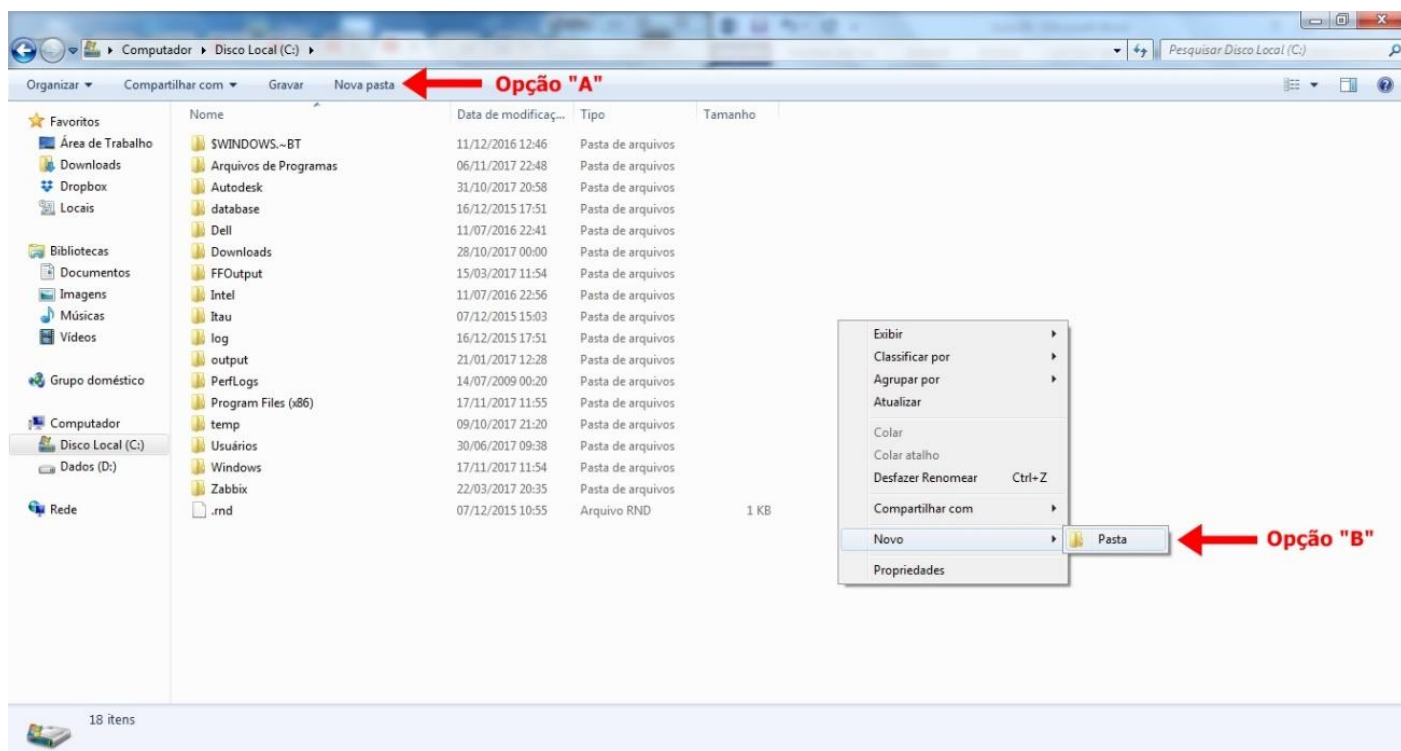 Computador Disco Local (C:)
Pesquisar Disco Local (C:)
Organizar Compartilhar com Gravar Nova pasta Opção "A"
Favoritos
Área de Trabalho
Downloads
Dropbox
Locais
Bibliotecas
Documentos
Imagens
Músicas
Vídeos
Grupo doméstico
Computador
Disco Local (C:)
Dados (D:)
Rede
Nome Data de modificaç... Tipo Tamanho
$WINDOWS.~BT 11/12/2016 12:46 Pasta de arquivos
Arquivos de Programas 06/11/2017 22:48 Pasta de arquivos
Autodesk 31/10/2017 20:58 Pasta de arquivos
database 16/12/2015 17:51 Pasta de arquivos
Dell 11/07/2016 22:41 Pasta de arquivos
Downloads 28/10/2017 00:00 Pasta de arquivos
FFOutput 15/03/2017 11:54 Pasta de arquivos
Intel 11/07/2016 22:56 Pasta de arquivos
Itau 07/12/2015 15:03 Pasta de arquivos
log 16/12/2015 17:51 Pasta de arquivos
output 21/01/2017 12:28 Pasta de arquivos
PerfLogs 14/07/2009 00:20 Pasta de arquivos
Program Files (x86) 17/11/2017 11:55 Pasta de arquivos
temp 09/10/2017 21:20 Pasta de arquivos
Usuários 30/06/2017 09:38 Pasta de arquivos
Windows 17/11/2017 11:54 Pasta de arquivos
Zabbix 22/03/2017 20:35 Pasta de arquivos
.rnd 07/12/2015 10:55 Arquivo RND 1 KB
Exibir
Classificar por
Agrupar por
Atualizar
Colar
Colar atalho
Desfazer Renomear Ctrl+Z
Compartilhar com
Novo Pasta Opção "B"
Propriedades
18 itens